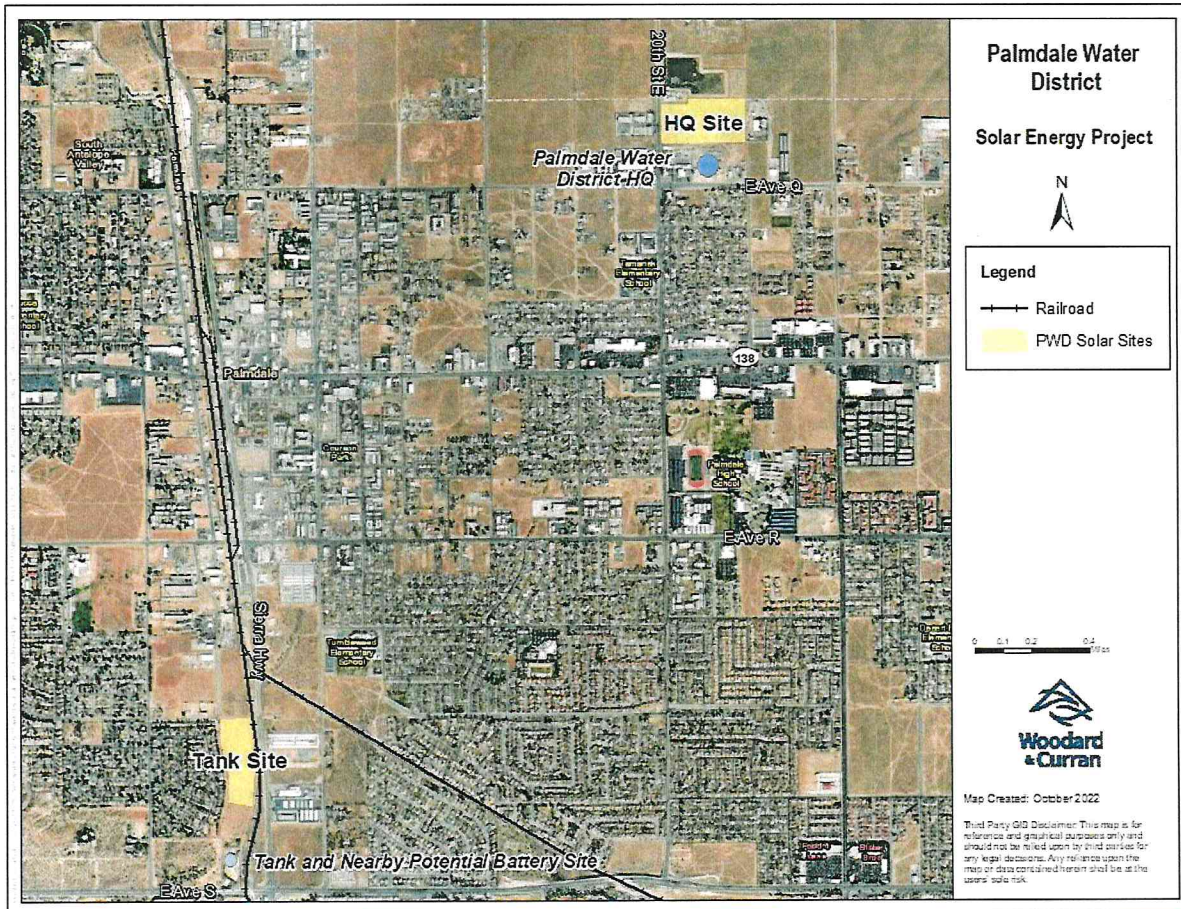 Palmdale Water
District
Solar Energy Project
N
Legend
Railroad
PWD Solar Sites
0 0.1 0.2 0.4
Miles
Woodard
& Curran
Map Created: October 2022
Third Party GIS Disclaimer: This map is for
reference and graphical purposes only and
should not be relied upon by third parties for
any legal decisions. Any reliance upon the
map or data contained herein shall be at the
users' sole risk.
20th St E
HQ Site
Palmdale Water
District HQ
E Ave Q
South
Antelope
Valley
Palmdale
Elementary
School
138
Palmdale
Courson
Park
Palmdale
High
School
E Ave R
Sierra Hwy
Tumbleweed
Elementary
School
Tank Site
Tank and Nearby Potential Battery Site
E Ave S